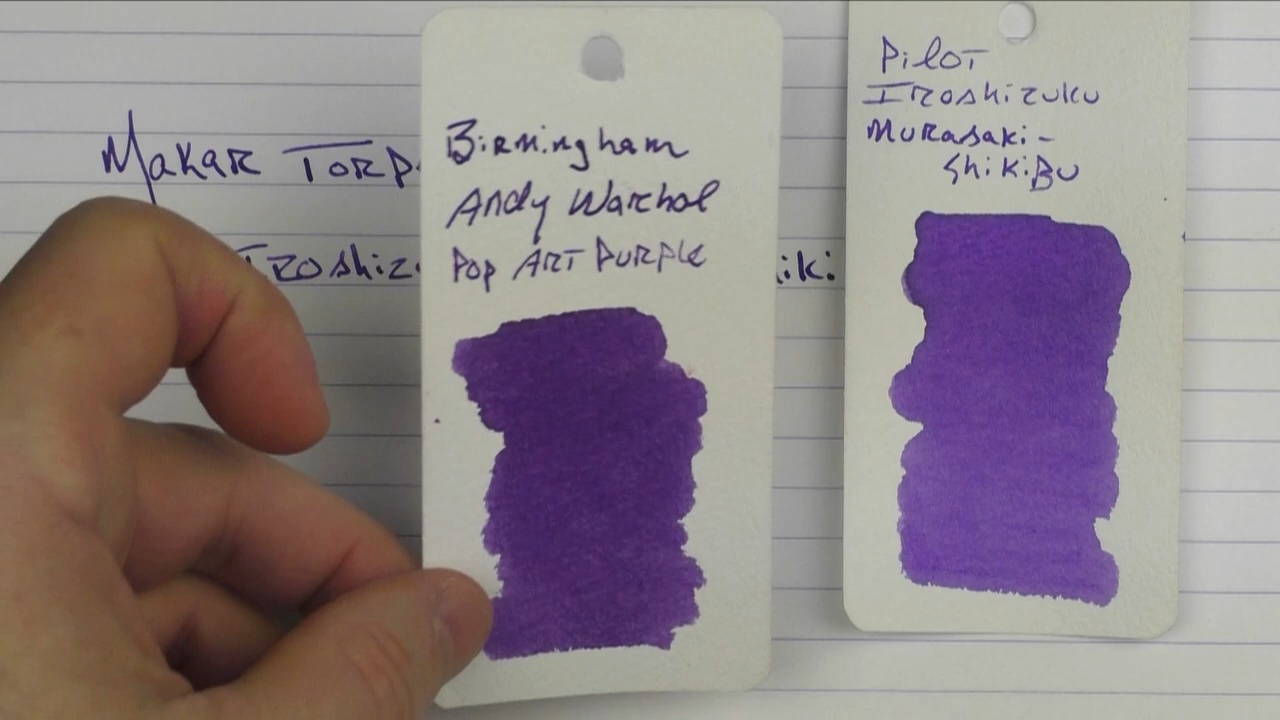 Makar Torp
Iroshiz
iki
Birmingham
Andy Warhol
Pop Art Purple
Pilot
Iroshizuku
Murasaki-
Shikibu